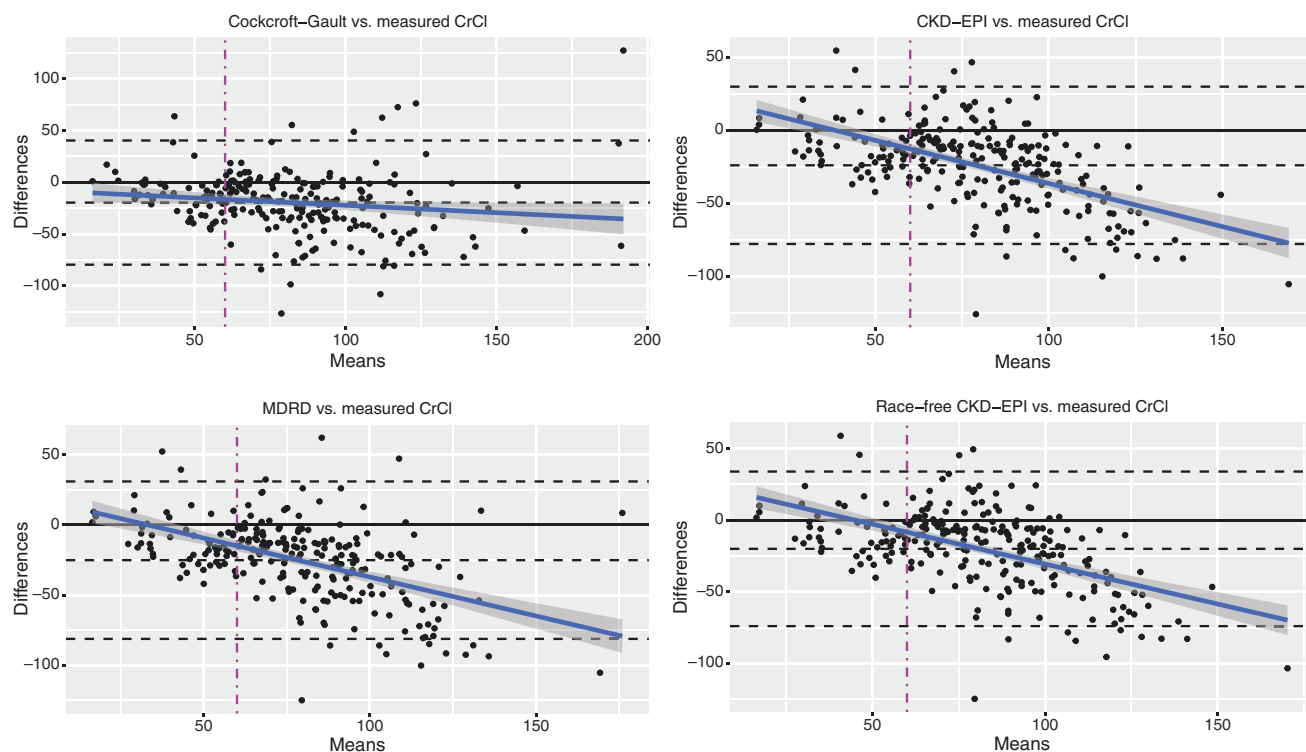 Cockcroft–Gault vs. measured CrCl
100
50
0
−50
−100
Differences
50
100
150
200
Means
CKD–EPI vs. measured CrCl
50
0
−50
−100
Differences
50
100
150
Means
MDRD vs. measured CrCl
50
0
−50
−100
Differences
50
100
150
Means
Race−free CKD−EPI vs. measured CrCl
50
0
−50
−100
Differences
50
100
150
Means